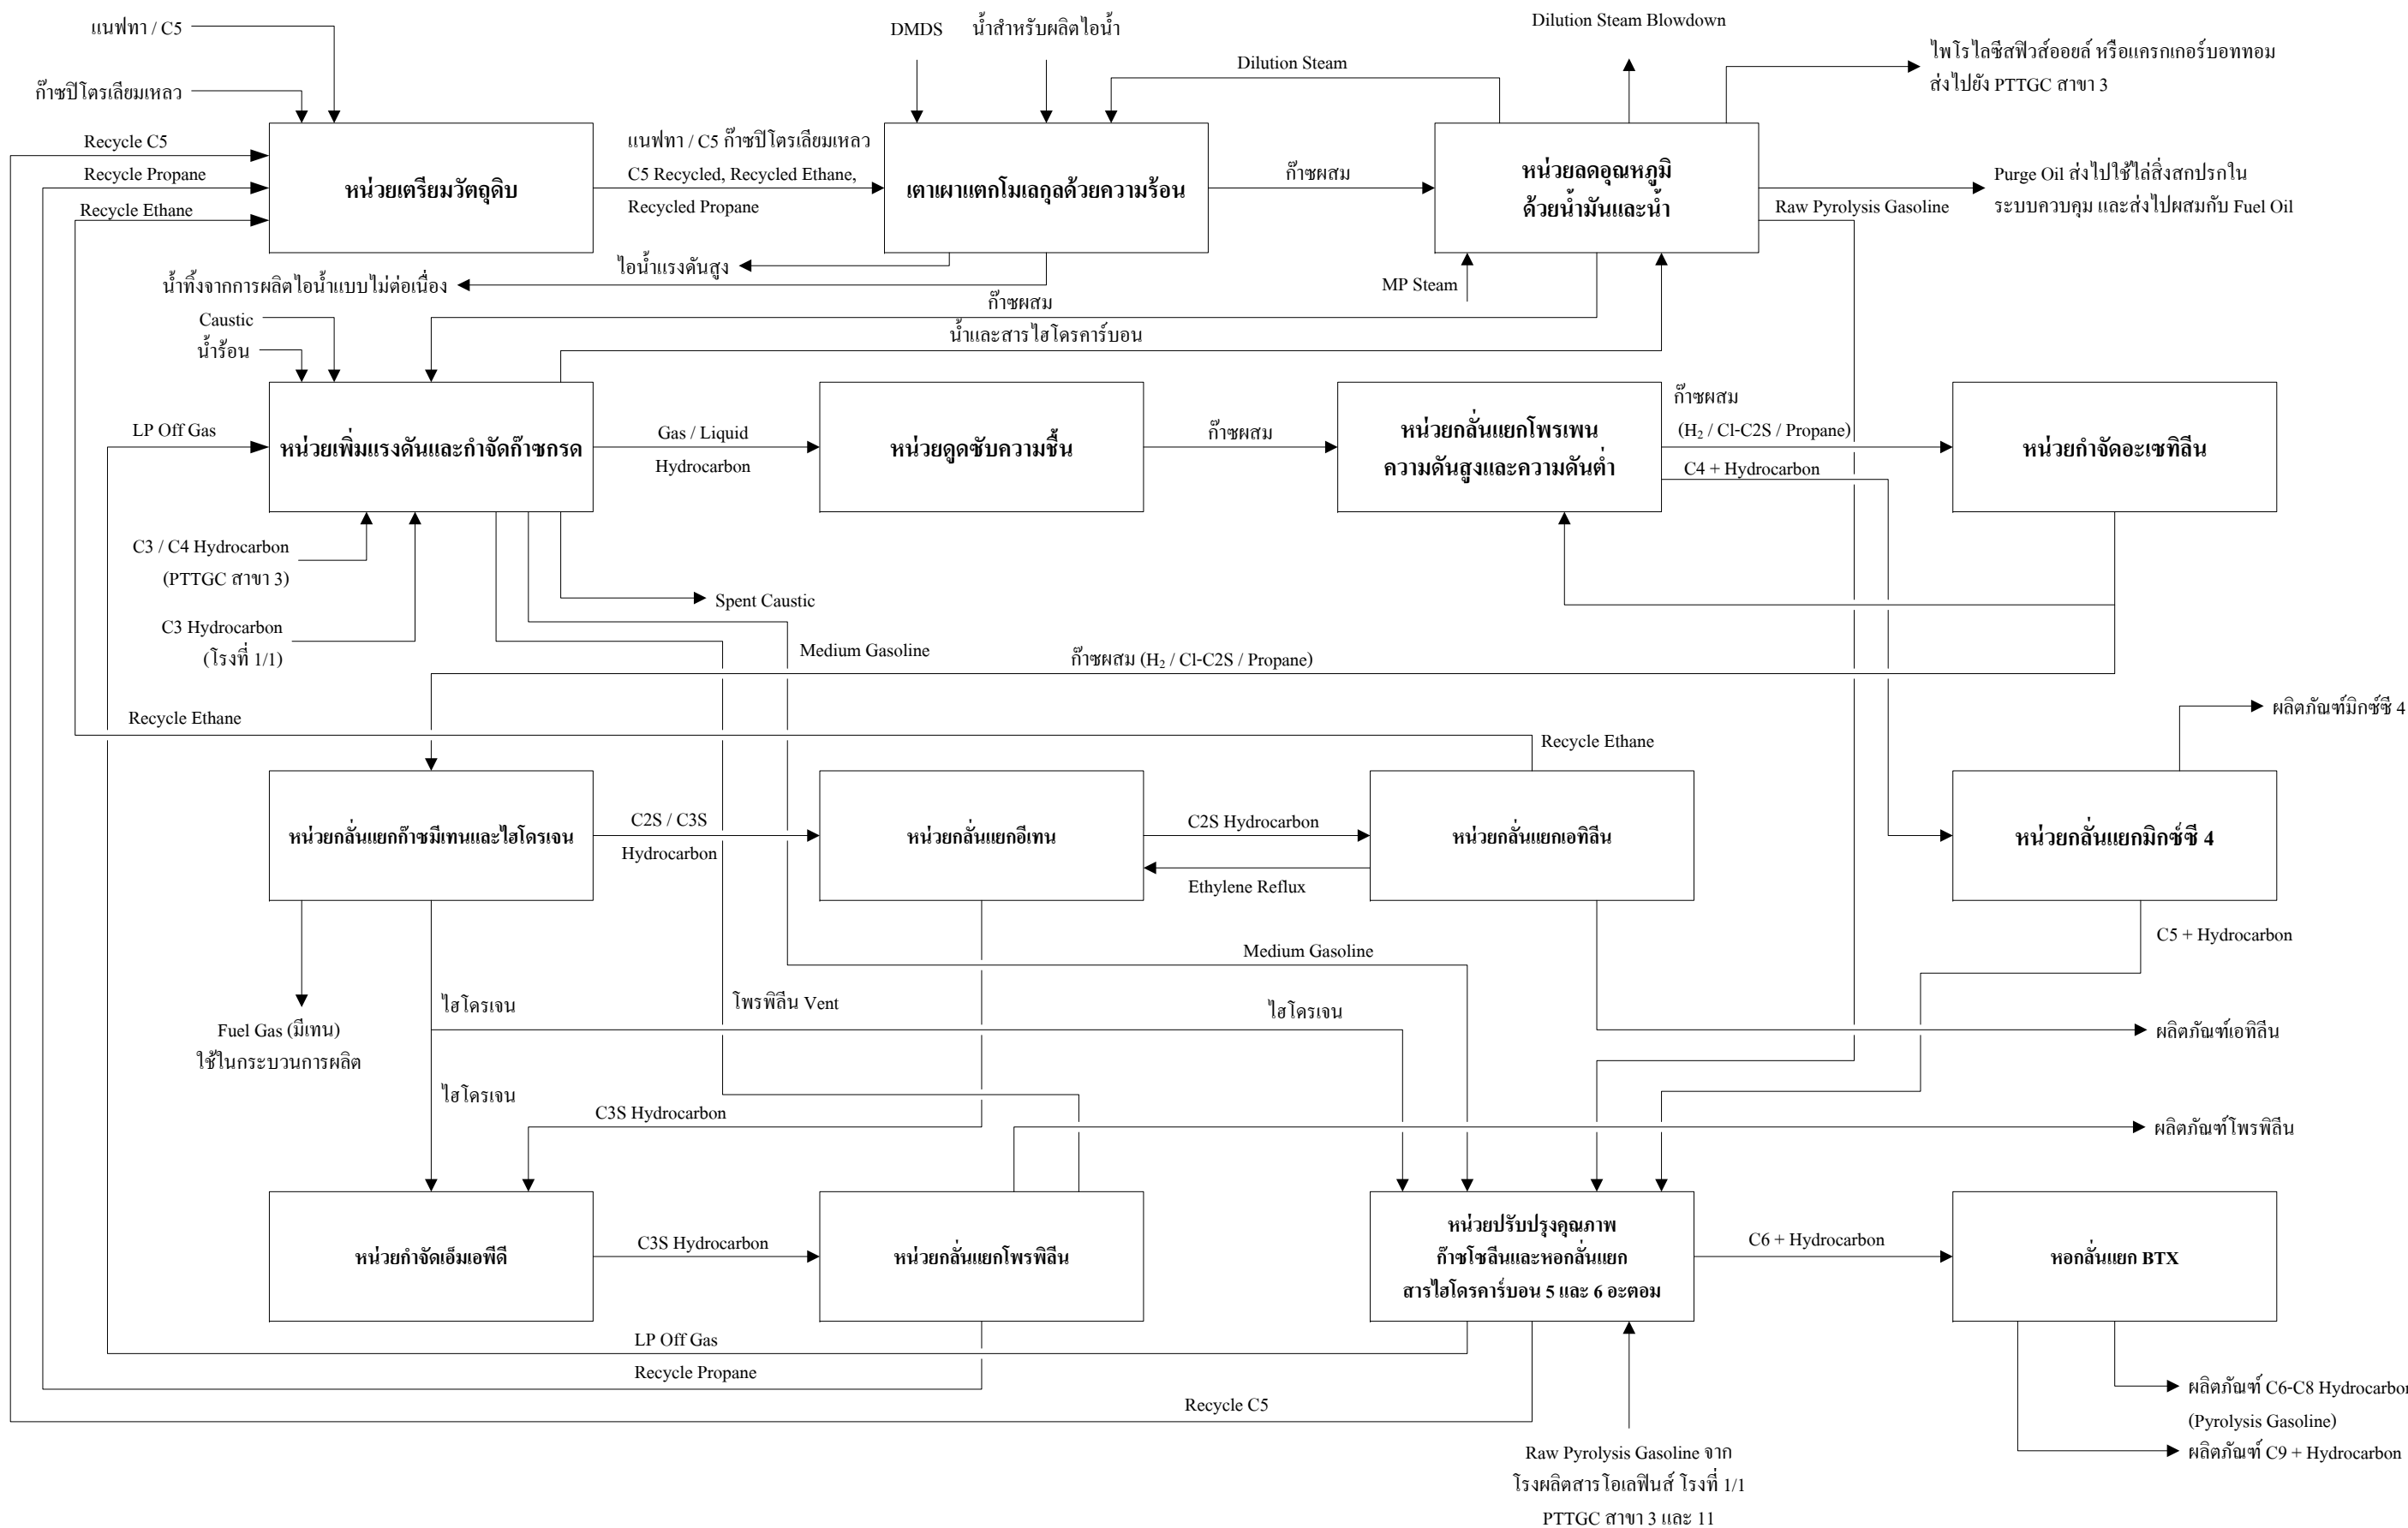 แนฟทา / C5
DMDS
น้ำสำหรับผลิตไอน้ำ
Dilution Steam Blowdown
ไพโรไลซีสฟิวส์ออยล์ หรือแครกเกอร์บอททอม
ส่งไปยัง PTTGC สาขา 3
Dilution Steam
ก๊าซปิโตรเลียมเหลว
Recycle C5
Recycle Propane
Recycle Ethane
หน่วยเตรียมวัตถุดิบ
แนฟทา / C5 ก๊าซปิโตรเลียมเหลว
C5 Recycled, Recycled Ethane,
Recycled Propane
เตาเผาแตกโมเลกุลด้วยความร้อน
ก๊าซผสม
หน่วยลดอุณหภูมิ
ด้วยน้ำมันและน้ำ
Raw Pyrolysis Gasoline
Purge Oil ส่งไปใช้ไล่สิ่งสกปรกใน
ระบบควบคุม และส่งไปผสมกับ Fuel Oil
ไอน้ำแรงดันสูง
น้ำทิ้งจากการผลิตไอน้ำแบบไม่ต่อเนื่อง
MP Steam
ก๊าซผสม
Caustic
น้ำร้อน
น้ำและสารไฮโดรคาร์บอน
LP Off Gas
หน่วยเพิ่มแรงดันและกำจัดก๊าซกรด
Gas / Liquid
Hydrocarbon
หน่วยดูดซับความชื้น
ก๊าซผสม
หน่วยกลั่นแยกโพรเพน
ความดันสูงและความดันต่ำ
ก๊าซผสม
(H₂ / Cl-C2S / Propane)
C4 + Hydrocarbon
หน่วยกำจัดอะเซทิลีน
C3 / C4 Hydrocarbon
(PTTGC สาขา 3)
Spent Caustic
C3 Hydrocarbon
(โรงที่ 1/1)
Medium Gasoline
ก๊าซผสม (H₂ / Cl-C2S / Propane)
Recycle Ethane
Recycle Ethane
ผลิตภัณฑ์มิกซ์ซี 4
หน่วยกลั่นแยกก๊าซมีเทนและไฮโดรเจน
C2S / C3S
Hydrocarbon
หน่วยกลั่นแยกอีเทน
C2S Hydrocarbon
Ethylene Reflux
หน่วยกลั่นแยกเอทิลีน
หน่วยกลั่นแยกมิกซ์ซี 4
Medium Gasoline
C5 + Hydrocarbon
ไฮโดรเจน
โพรพิลีน Vent
ไฮโดรเจน
Fuel Gas (มีเทน)
ใช้ในกระบวนการผลิต
ผลิตภัณฑ์เอทิลีน
ไฮโดรเจน
C3S Hydrocarbon
ผลิตภัณฑ์โพรพิลีน
หน่วยกำจัดเอ็มเอพีดี
C3S Hydrocarbon
หน่วยกลั่นแยกโพรพิลีน
หน่วยปรับปรุงคุณภาพ
ก๊าซโซลีนและหอกลั่นแยก
สารไฮโดรคาร์บอน 5 และ 6 อะตอม
C6 + Hydrocarbon
หอกลั่นแยก BTX
LP Off Gas
Recycle Propane
Recycle C5
ผลิตภัณฑ์ C6-C8 Hydrocarbon
(Pyrolysis Gasoline)
ผลิตภัณฑ์ C9 + Hydrocarbon
Raw Pyrolysis Gasoline จาก
โรงผลิตสารโอเลฟินส์ โรงที่ 1/1
PTTGC สาขา 3 และ 11